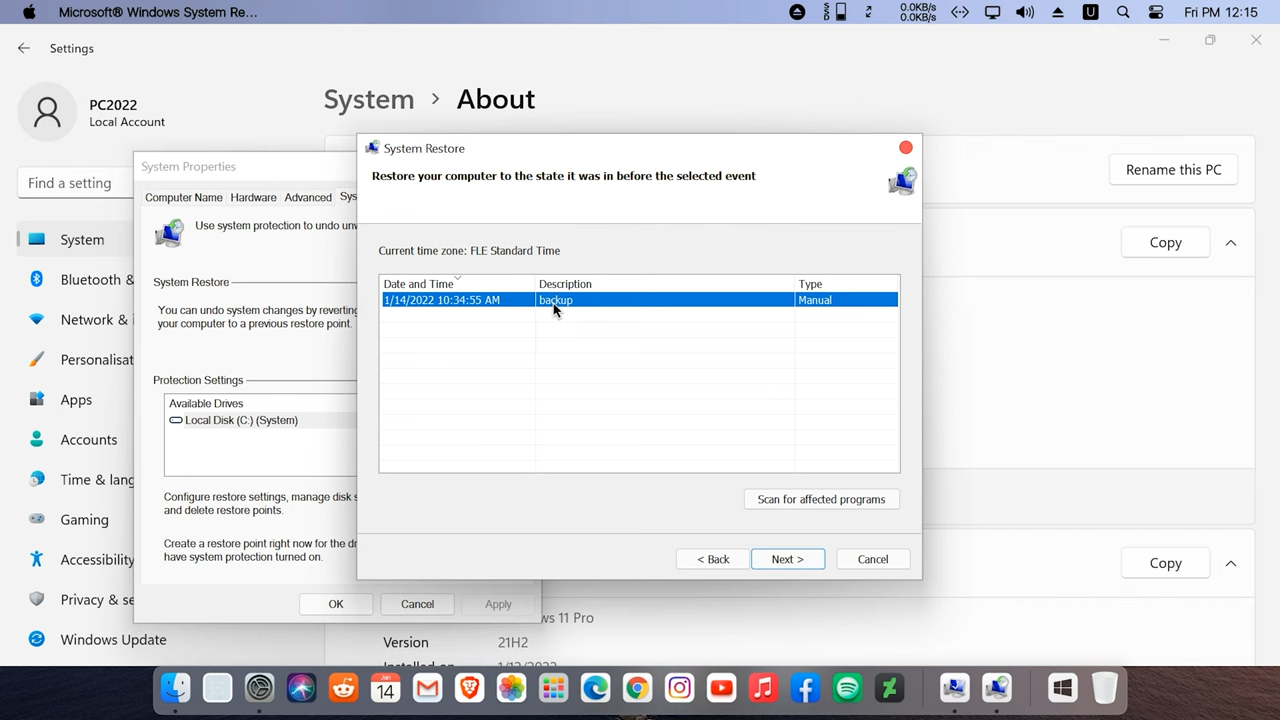 Microsoft® Windows System Re...
SSD
0.0KB/s
0.0KB/s
U
Fri PM 12:15
Settings
PC2022
Local Account
System > About
Find a setting
Rename this PC
System
Copy
Bluetooth &
Network & i
Personalisat
Apps
Accounts
Time & lang
Gaming
Accessibility
Privacy & se
Windows Update
System Properties
Computer Name
Hardware
Advanced
Sys
Use system protection to undo unw
System Restore
You can undo system changes by reverting
your computer to a previous restore point.
Protection Settings
Available Drives
Local Disk (C:) (System)
Configure restore settings, manage disk s
and delete restore points.
Create a restore point right now for the dr
have system protection turned on.
OK
Cancel
Apply
System Restore
Restore your computer to the state it was in before the selected event
Current time zone: FLE Standard Time
Date and Time Description Type
1/14/2022 10:34:55 AM backup Manual
Scan for affected programs
< Back
Next >
Cancel
Copy
ws 11 Pro
Version 21H2
Jan
14